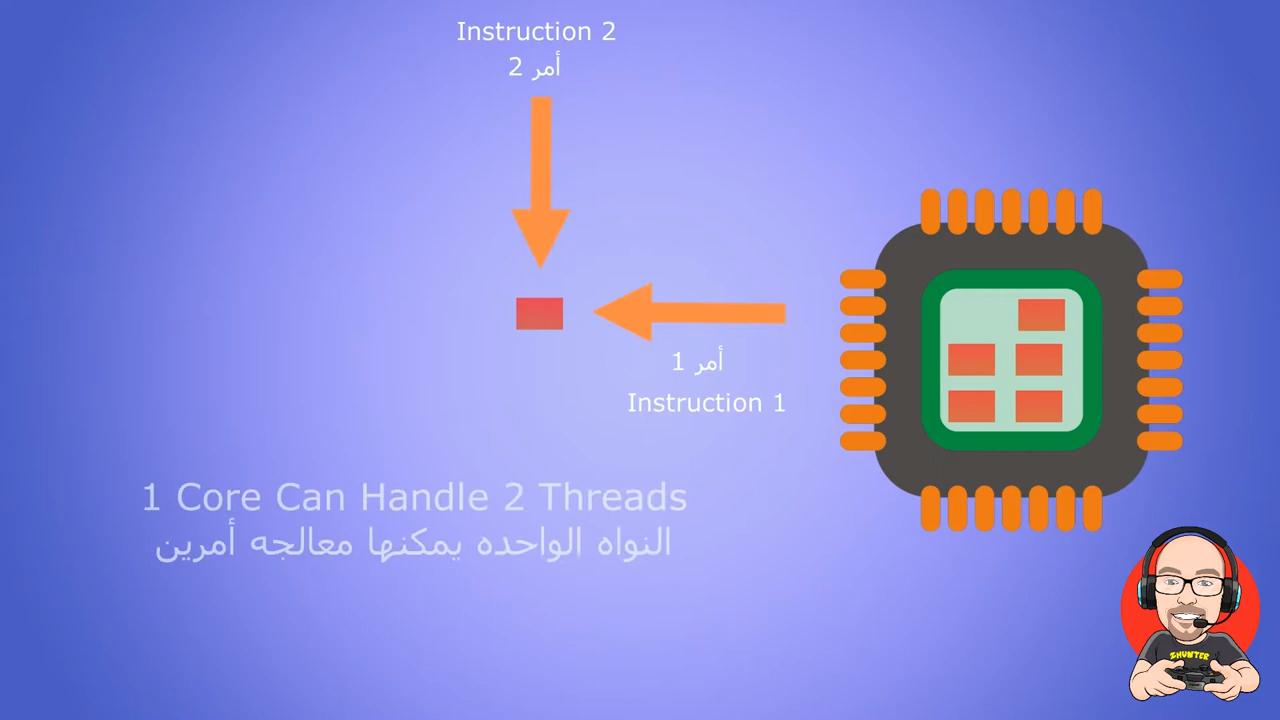 Instruction 2
أمر 2
أمر 1
Instruction 1
1 Core Can Handle 2 Threads
النواه الواحده يمكنها معالجه أمرين
ZHUNTER